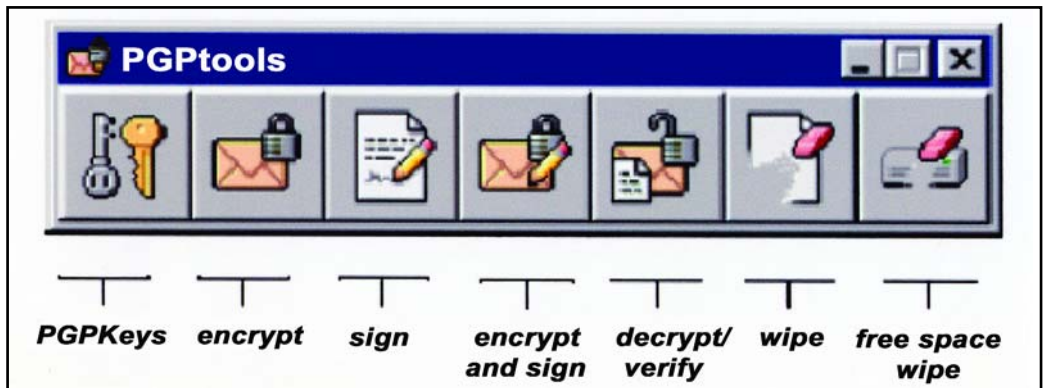 PGPtools
PGPKeys encrypt sign encrypt decrypt/ wipe free space
and sign verify wipe